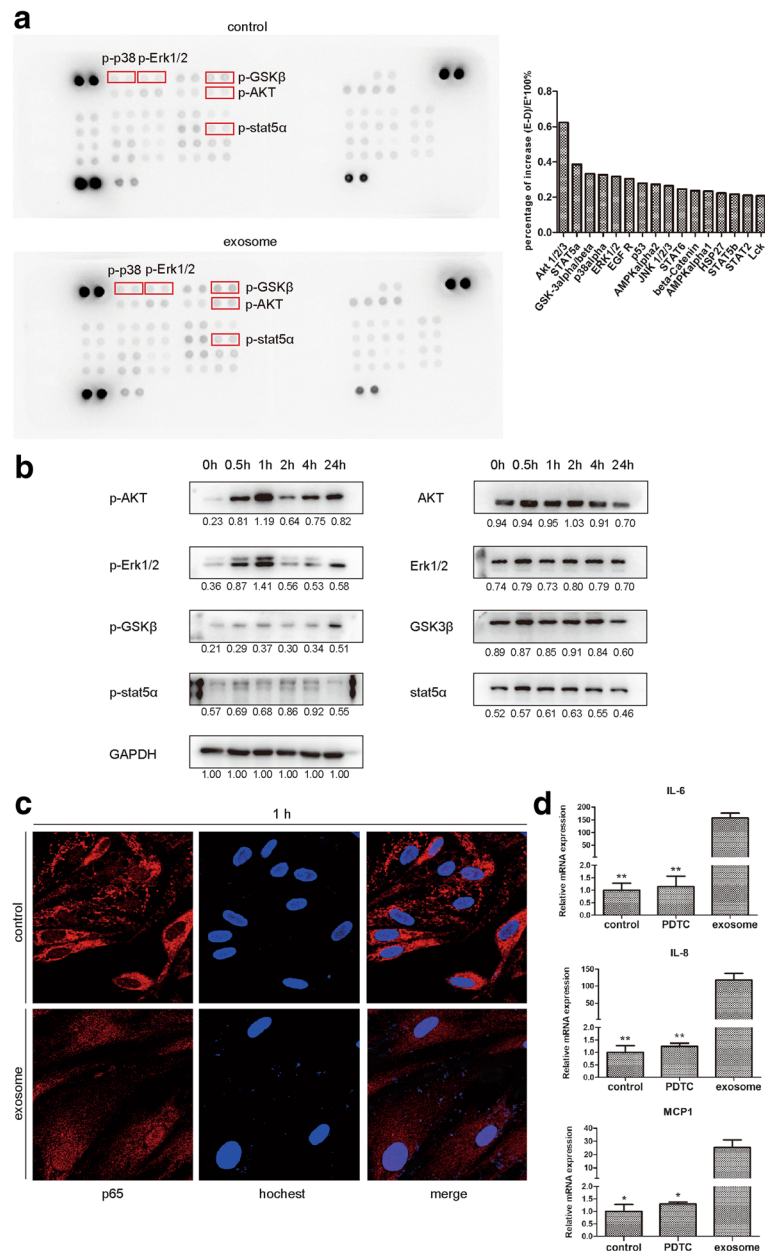 a
control
p-p38 p-Erk1/2
p-GSKβ
p-AKT
p-stat5α
exosome
p-p38 p-Erk1/2
p-GSKβ
p-AKT
p-stat5α
percentage of increase (E-D)/E*100%
0.8
0.6
0.4
0.2
0.0
Akt 1/2/3
STAT5a
GSK-3alpha/beta
p38alpha
ERK1/2
EGF R
p53
AMPKalpha2
JNK 1/2/3
STAT6
beta-Catenin
AMPKalpha1
HSP27
STAT5b
STAT2
Lck
b
0h 0.5h 1h 2h 4h 24h
p-AKT
0.23 0.81 1.19 0.64 0.75 0.82
p-Erk1/2
0.36 0.87 1.41 0.56 0.53 0.58
p-GSKβ
0.21 0.29 0.37 0.30 0.34 0.51
p-stat5α
0.57 0.69 0.68 0.86 0.92 0.55
GAPDH
1.00 1.00 1.00 1.00 1.00 1.00
0h 0.5h 1h 2h 4h 24h
AKT
0.94 0.94 0.95 1.03 0.91 0.70
Erk1/2
0.74 0.79 0.73 0.80 0.79 0.70
GSK3β
0.89 0.87 0.85 0.91 0.84 0.60
stat5α
0.52 0.57 0.61 0.63 0.55 0.46
c
1 h
control
exosome
p65 hochest merge
d
IL-6
Relative mRNA expression
200
150
100
50
2.0
1.5
1.0
0.5
0.0
** **
control PDTC exosome
IL-8
Relative mRNA expression
150
100
50
2.0
1.5
1.0
0.5
0.0
** **
control PDTC exosome
MCP1
Relative mRNA expression
40
30
20
10
2.0
1.5
1.0
0.5
0.0
* *
control PDTC exosome